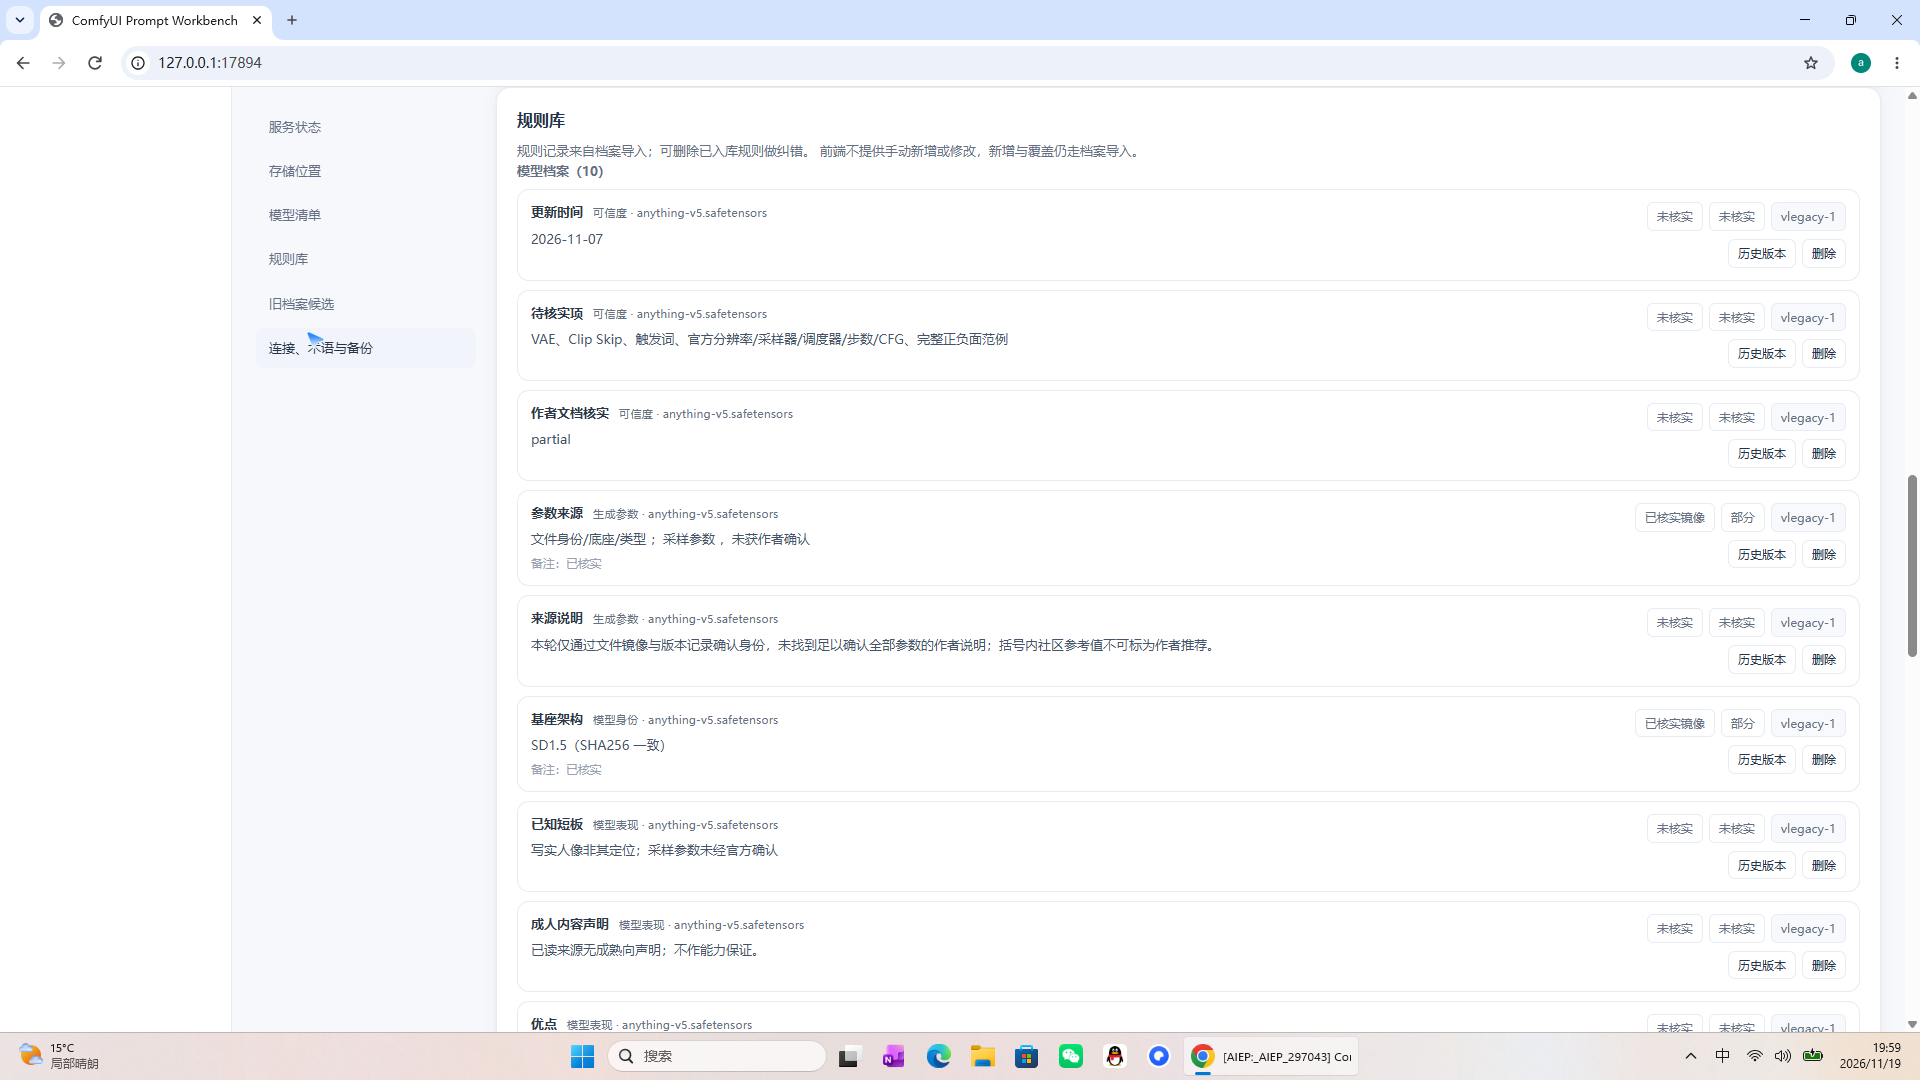 ComfyUI Prompt Workbench
127.0.0.1:17894
a
服务状态
存储位置
模型清单
规则库
旧档案候选
连接、术语与备份
规则库
规则记录来自档案导入；可删除已入库规则做纠错。 前端不提供手动新增或修改，新增与覆盖仍走档案导入。
模型档案（10）
更新时间 可信度 · anything-v5.safetensors
未核实 未核实 vlegacy-1
2026-11-07
历史版本 删除
待核实项 可信度 · anything-v5.safetensors
未核实 未核实 vlegacy-1
VAE、Clip Skip、触发词、官方分辨率/采样器/调度器/步数/CFG、完整正负面范例
历史版本 删除
作者文档核实 可信度 · anything-v5.safetensors
未核实 未核实 vlegacy-1
partial
历史版本 删除
参数来源 生成参数 · anything-v5.safetensors
已核实镜像 部分 vlegacy-1
文件身份/底座/类型 ；采样参数 ，未获作者确认
历史版本 删除
备注：已核实
来源说明 生成参数 · anything-v5.safetensors
未核实 未核实 vlegacy-1
本轮仅通过文件镜像与版本记录确认身份，未找到足以确认全部参数的作者说明；括号内社区参考值不可标为作者推荐。
历史版本 删除
基座架构 模型身份 · anything-v5.safetensors
已核实镜像 部分 vlegacy-1
SD1.5（SHA256 一致）
历史版本 删除
备注：已核实
已知短板 模型表现 · anything-v5.safetensors
未核实 未核实 vlegacy-1
写实人像非其定位；采样参数未经官方确认
历史版本 删除
成人内容声明 模型表现 · anything-v5.safetensors
未核实 未核实 vlegacy-1
已读来源无成熟向声明；不作能力保证。
历史版本 删除
优点 模型表现 · anything-v5.safetensors
未核实 未核实 vlegacy-1
15°C
局部晴朗
搜索
[AIEP:_AIEP_297043] Cor
中
19:59
2026/11/19